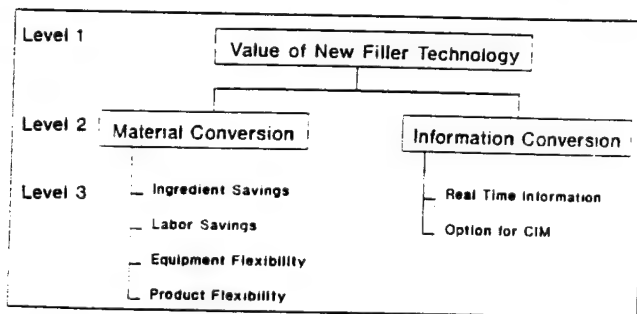 Level 1
Value of New Filler Technology
Level 2
Material Conversion
Information Conversion
Level 3
Ingredient Savings
Labor Savings
Equipment Flexibility
Product Flexibility
Real Time Information
Option for CIM